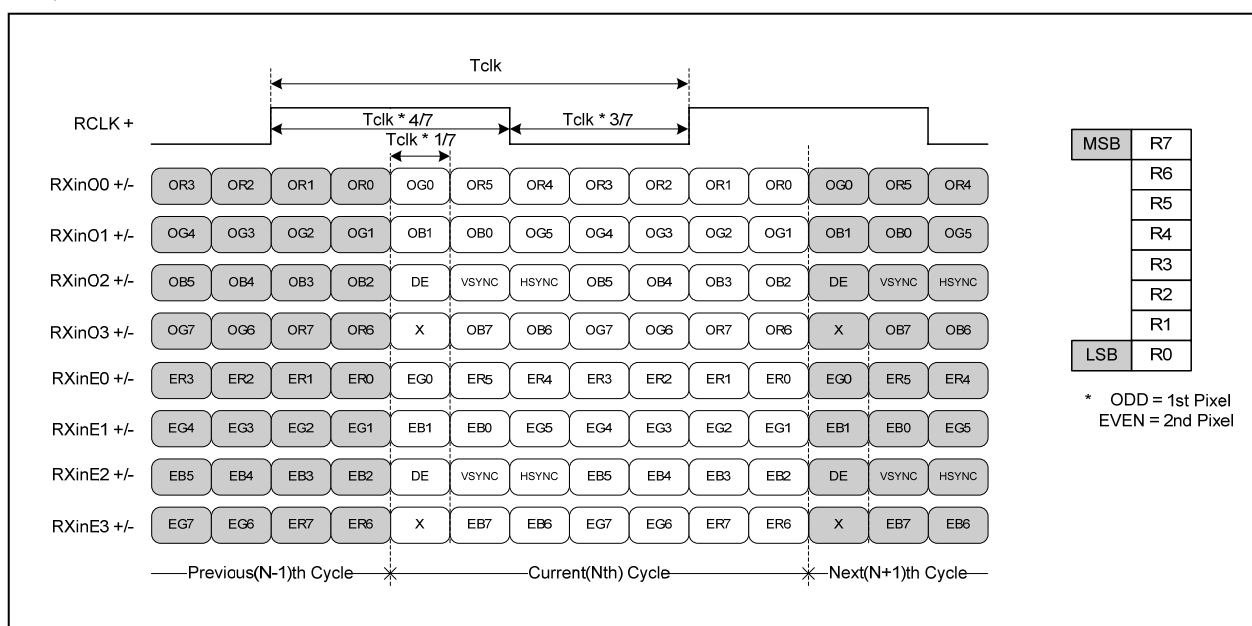 Tclk
RCLK +
Tclk * 4/7
Tclk * 3/7
Tclk * 1/7
RXinO0 +/- OR3 OR2 OR1 OR0 OG0 OR5 OR4 OR3 OR2 OR1 OR0 OG0 OR5 OR4
RXinO1 +/- OG4 OG3 OG2 OG1 OB1 OB0 OG5 OG4 OG3 OG2 OG1 OB1 OB0 OG5
RXinO2 +/- OB5 OB4 OB3 OB2 DE VSYNC HSYNC OB5 OB4 OB3 OB2 DE VSYNC HSYNC
RXinO3 +/- OG7 OG6 OR7 OR6 X OB7 OB6 OG7 OG6 OR7 OR6 X OB7 OB6
RXinE0 +/- ER3 ER2 ER1 ER0 EG0 ER5 ER4 ER3 ER2 ER1 ER0 EG0 ER5 ER4
RXinE1 +/- EG4 EG3 EG2 EG1 EB1 EB0 EG5 EG4 EG3 EG2 EG1 EB1 EB0 EG5
RXinE2 +/- EB5 EB4 EB3 EB2 DE VSYNC HSYNC EB5 EB4 EB3 EB2 DE VSYNC HSYNC
RXinE3 +/- EG7 EG6 ER7 ER6 X EB7 EB6 EG7 EG6 ER7 ER6 X EB7 EB6
Previous(N-1)th Cycle Current(Nth) Cycle Next(N+1)th Cycle
MSB R7
R6
R5
R4
R3
R2
R1
LSB R0
* ODD = 1st Pixel
EVEN = 2nd Pixel